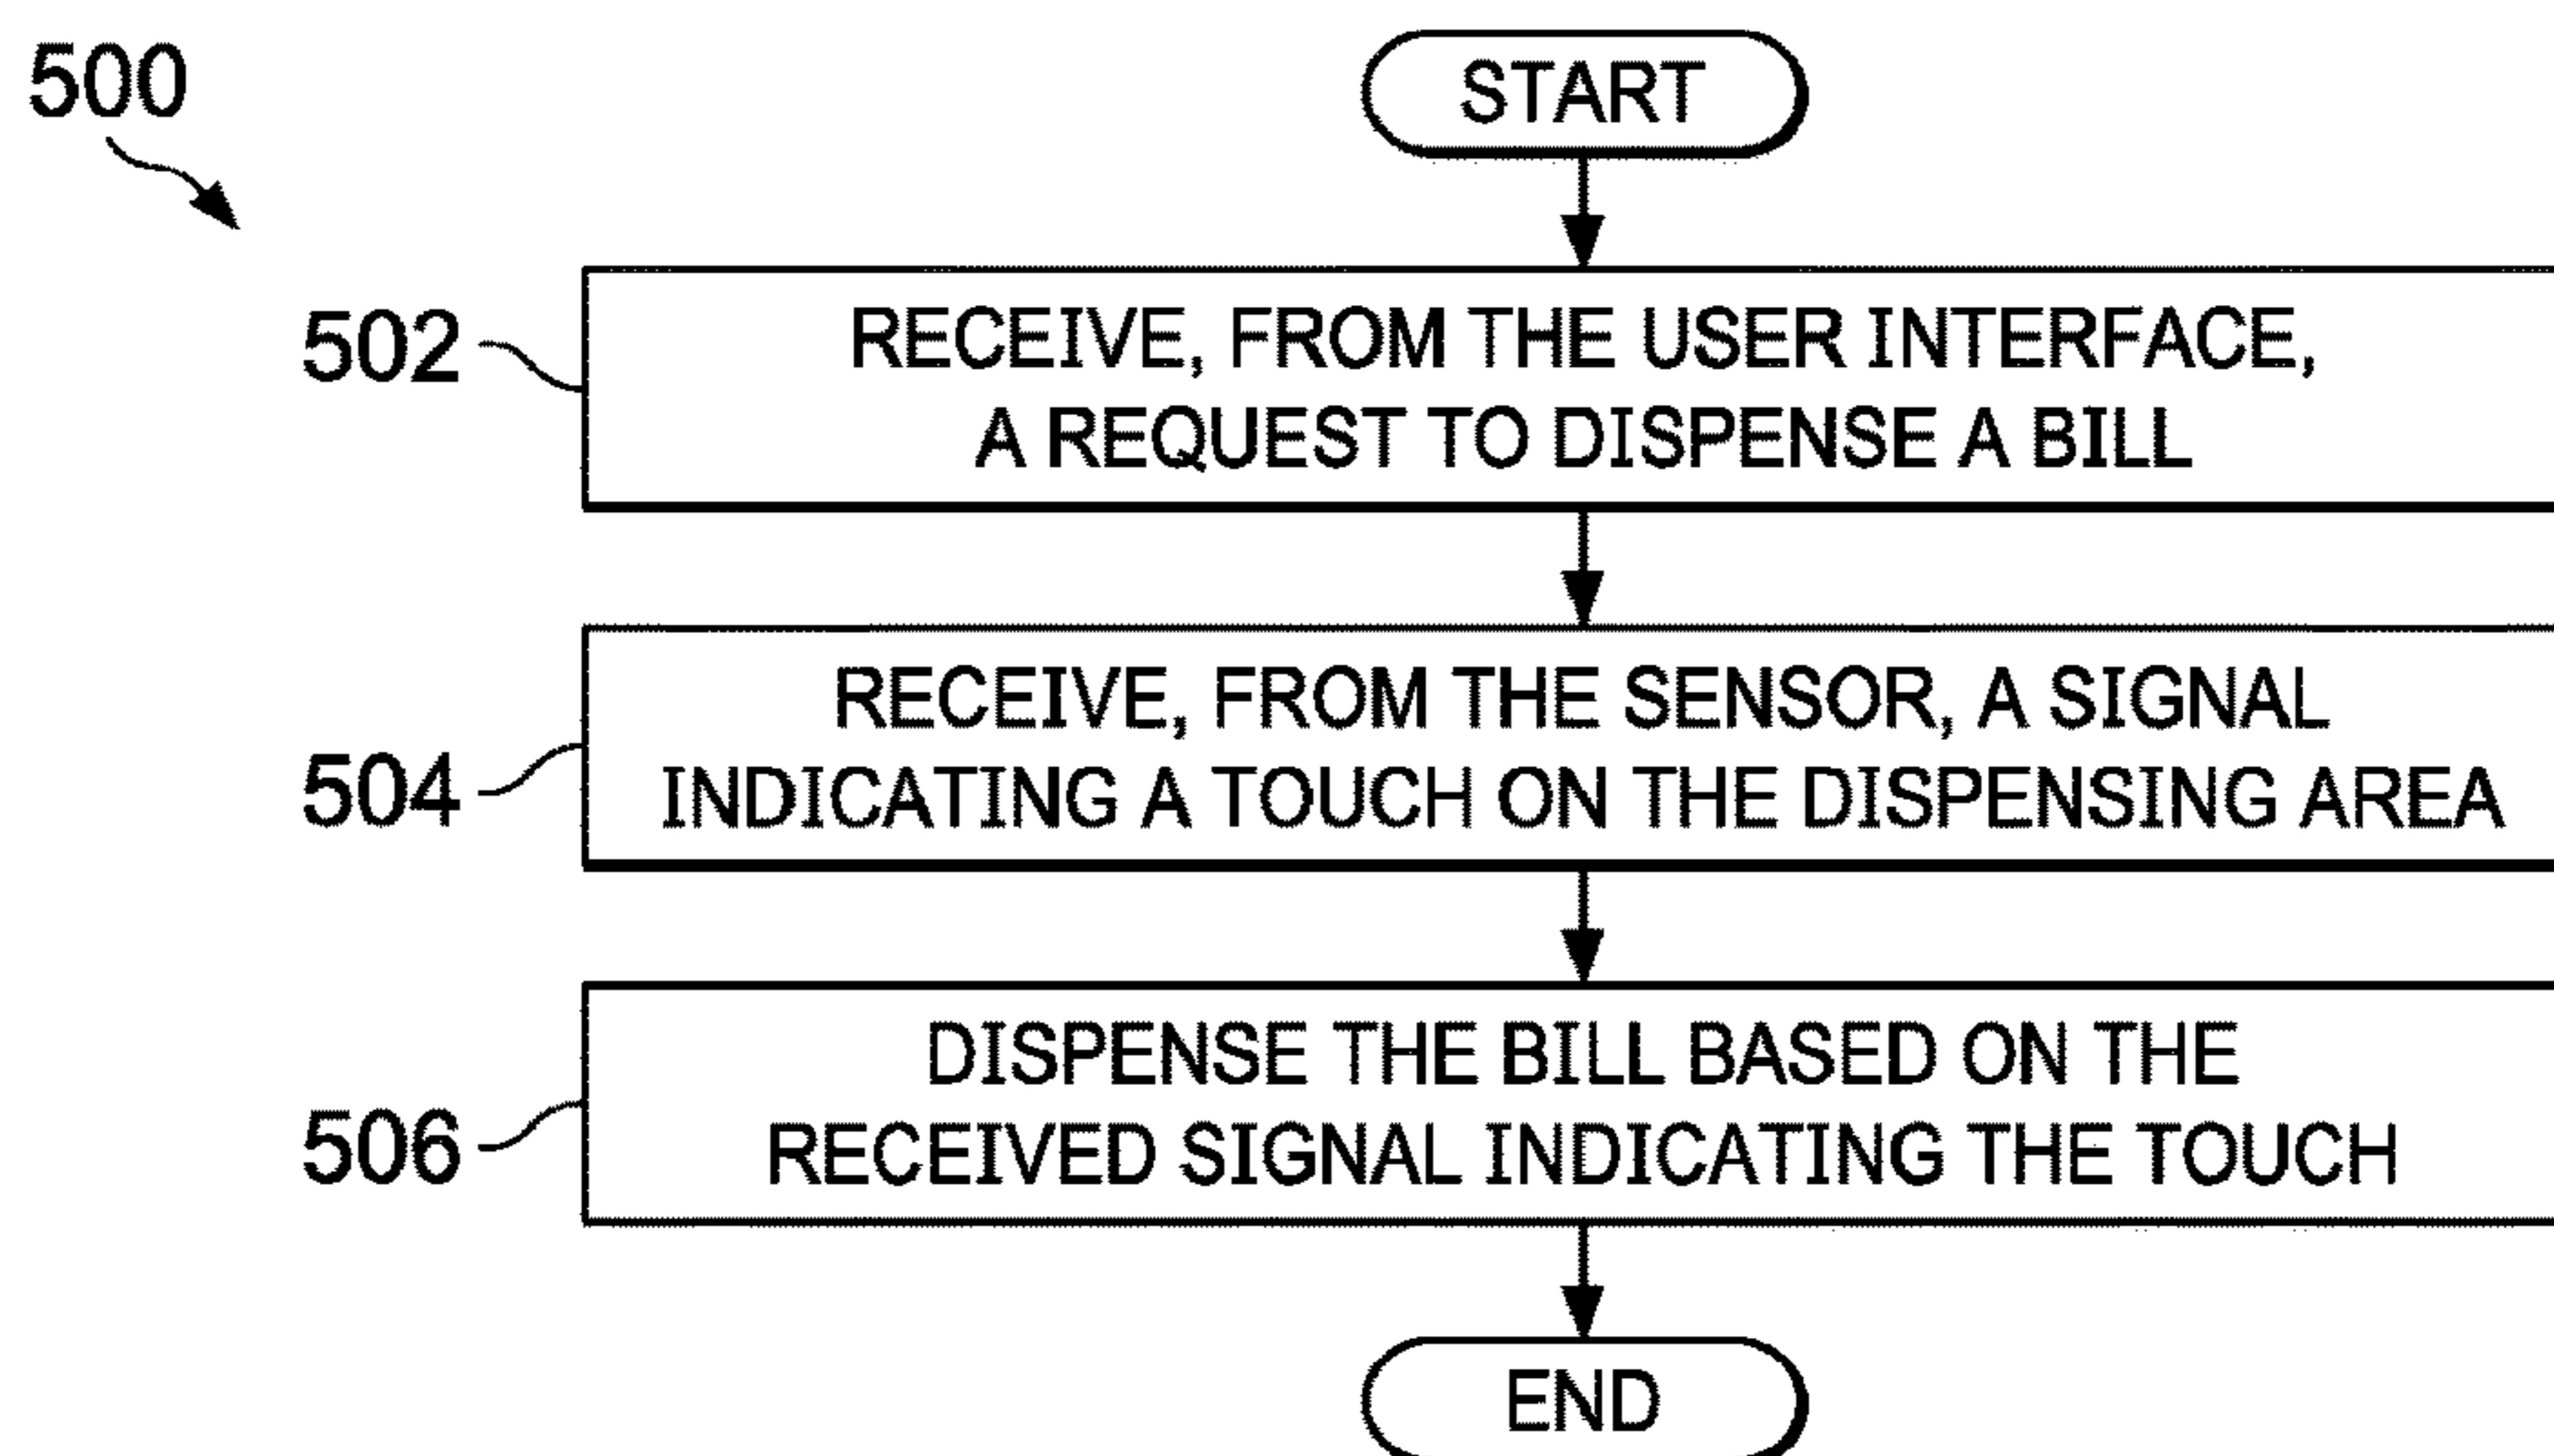 500
START
502
RECEIVE, FROM THE USER INTERFACE,
A REQUEST TO DISPENSE A BILL
504
RECEIVE, FROM THE SENSOR, A SIGNAL
INDICATING A TOUCH ON THE DISPENSING AREA
506
DISPENSE THE BILL BASED ON THE
RECEIVED SIGNAL INDICATING THE TOUCH
END